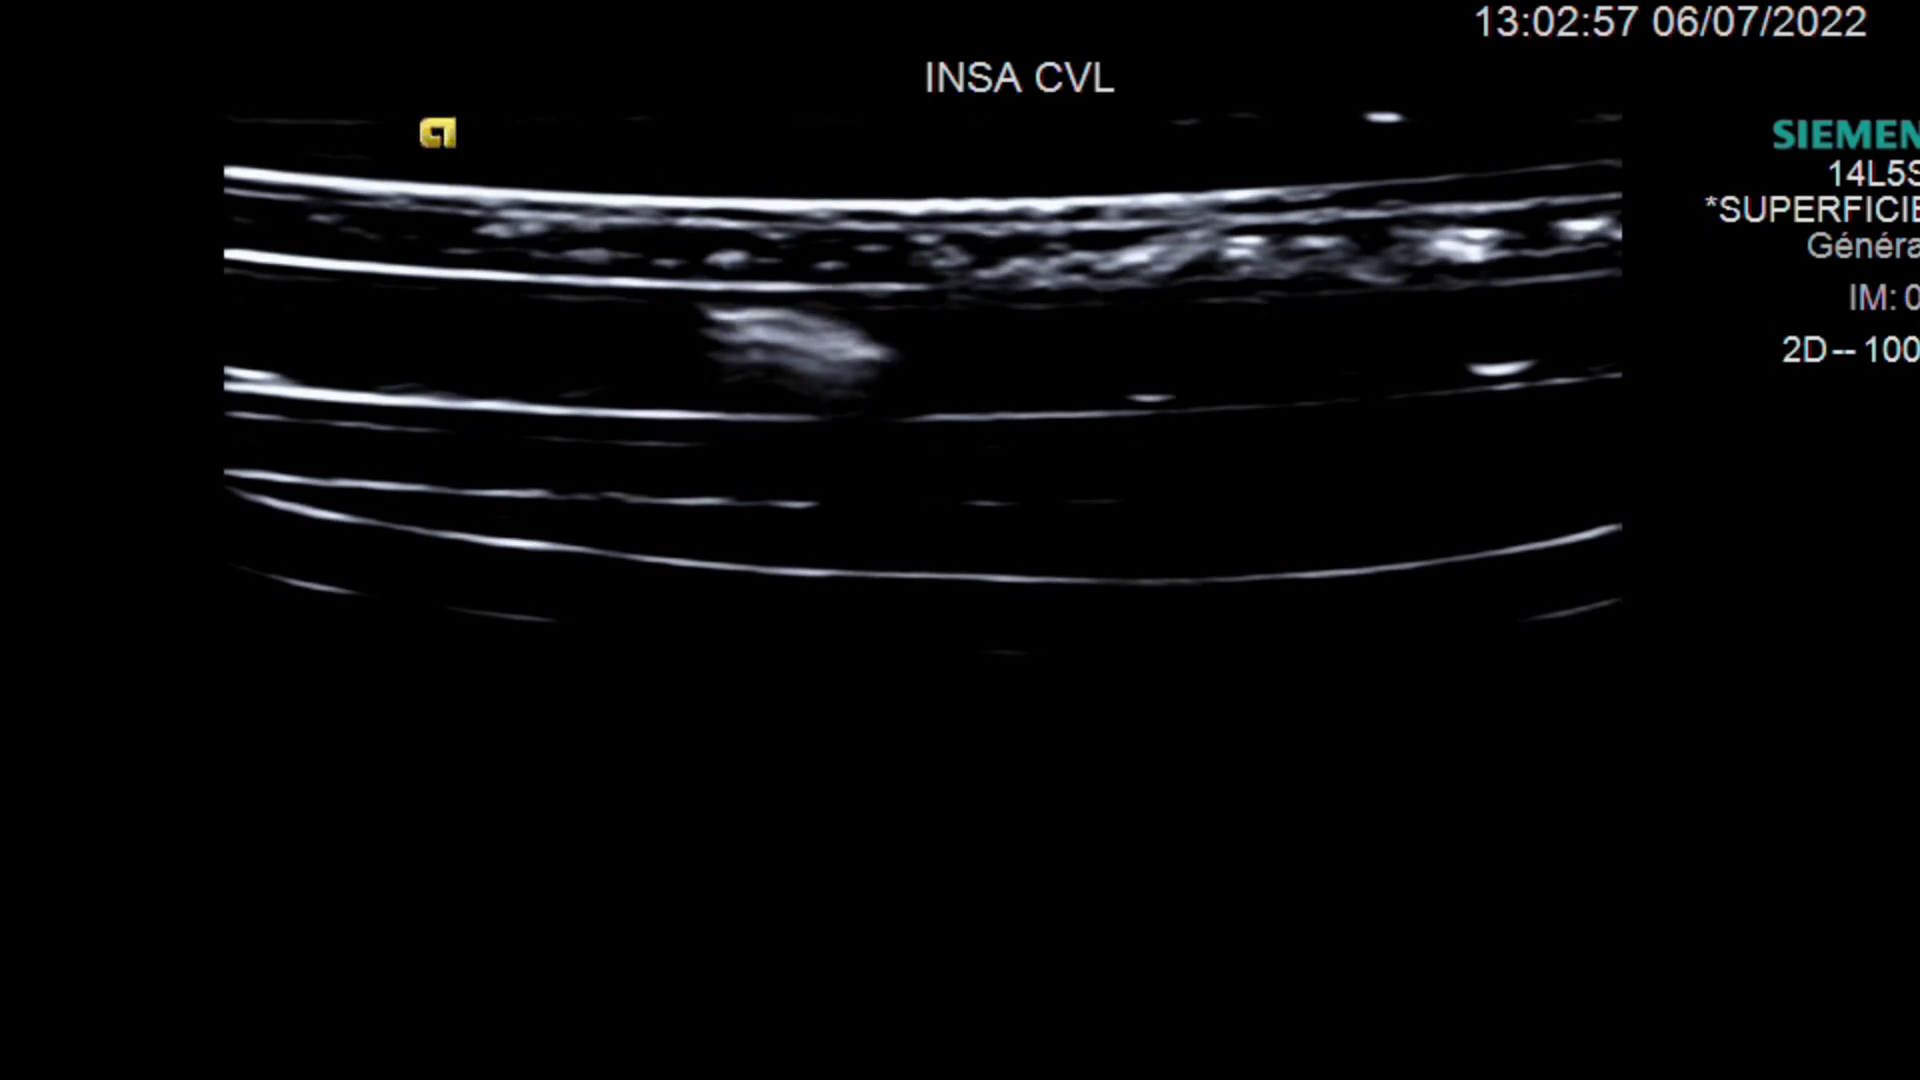 13:02:57 06/07/2022
INSA CVL
SIEMEN
14L5S
*SUPERFICIE
Généra
IM: 0
2D--100